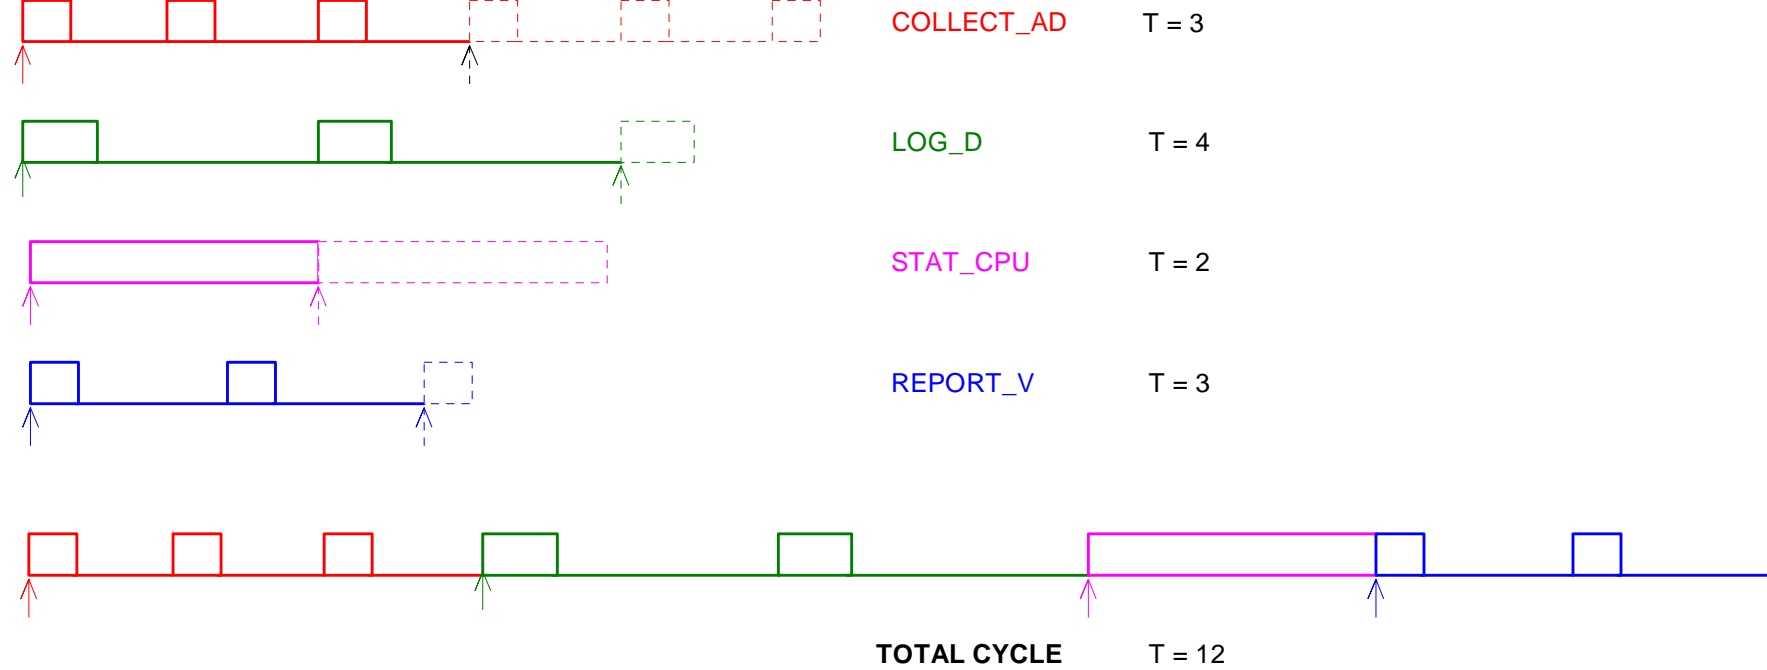 COLLECT_AD T = 3
LOG_D T = 4
STAT_CPU T = 2
REPORT_V T = 3
TOTAL CYCLE T = 12